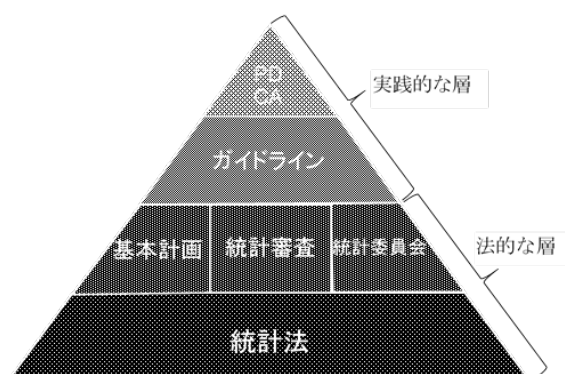 PD
CA
実践的な層
ガイドライン
基本計画
統計審査
統計委員会
法的な層
統計法